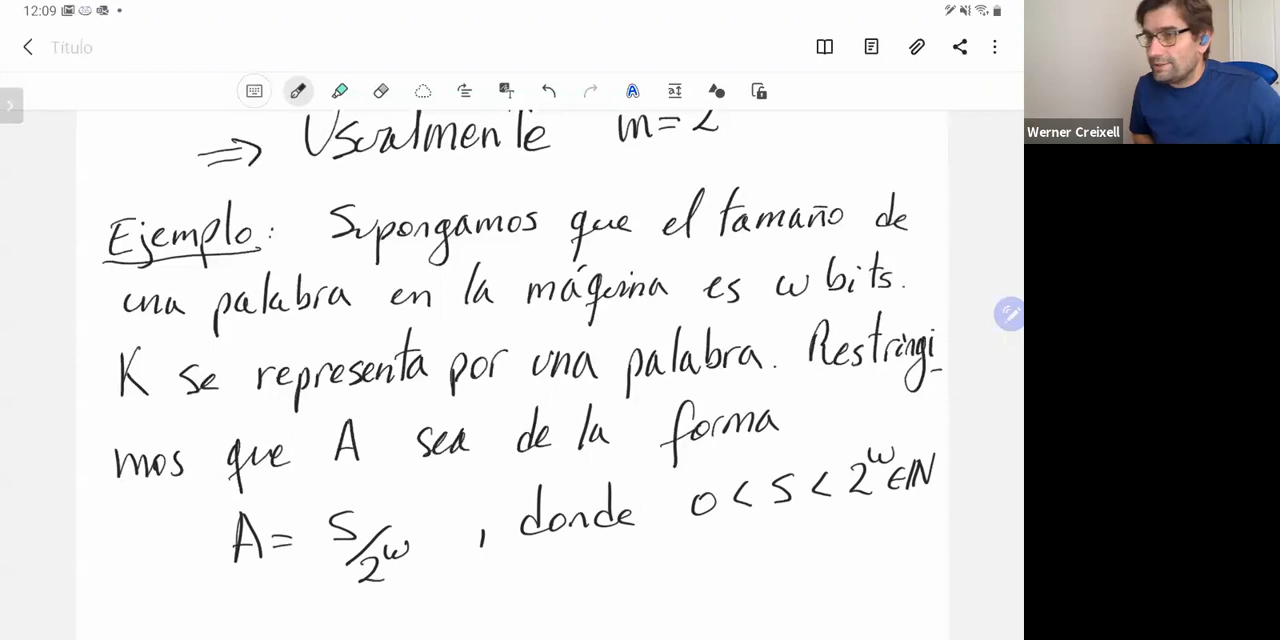 12:09
Título
Werner Creixell
⇒ Usualmente m=2
Ejemplo: Supongamos que el tamaño de
una palabra en la máquina es w bits.
K se representa por una palabra. Restringi_
mos que A sea de la forma
A = S/2^w , donde 0 < S < 2^w ∈ ℕ